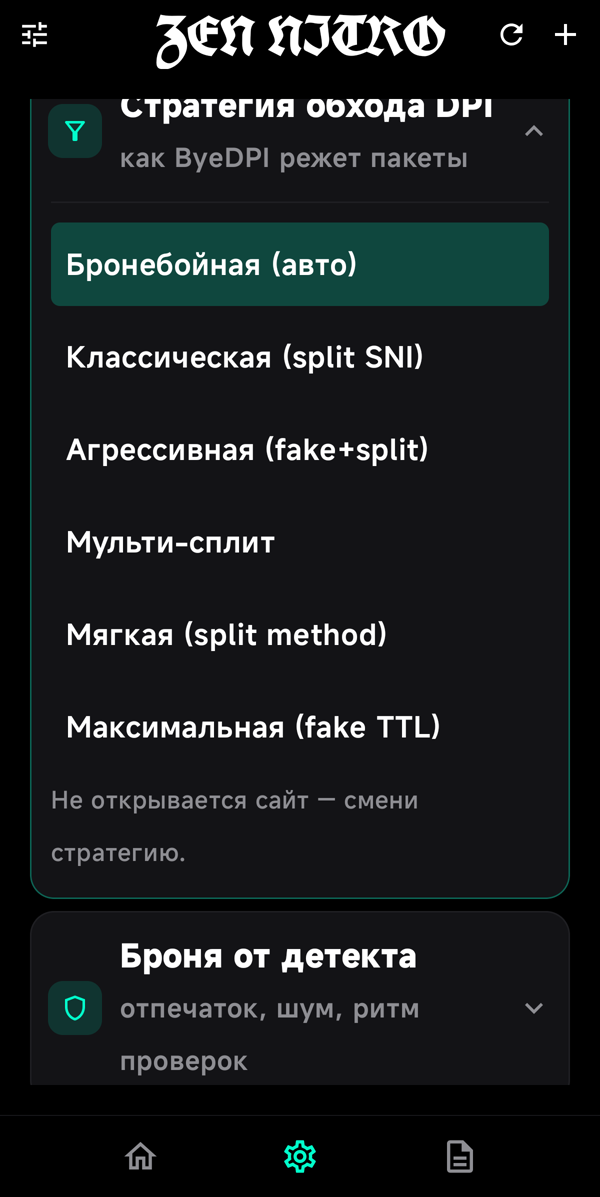 ZEN NITRO
Стратегия обхода DPI
как ByeDPI режет пакеты
Бронебойная (авто)
Классическая (split SNI)
Агрессивная (fake+split)
Мульти-сплит
Мягкая (split method)
Максимальная (fake TTL)
Не открывается сайт — смени
стратегию.
Броня от детекта
отпечаток, шум, ритм
проверок